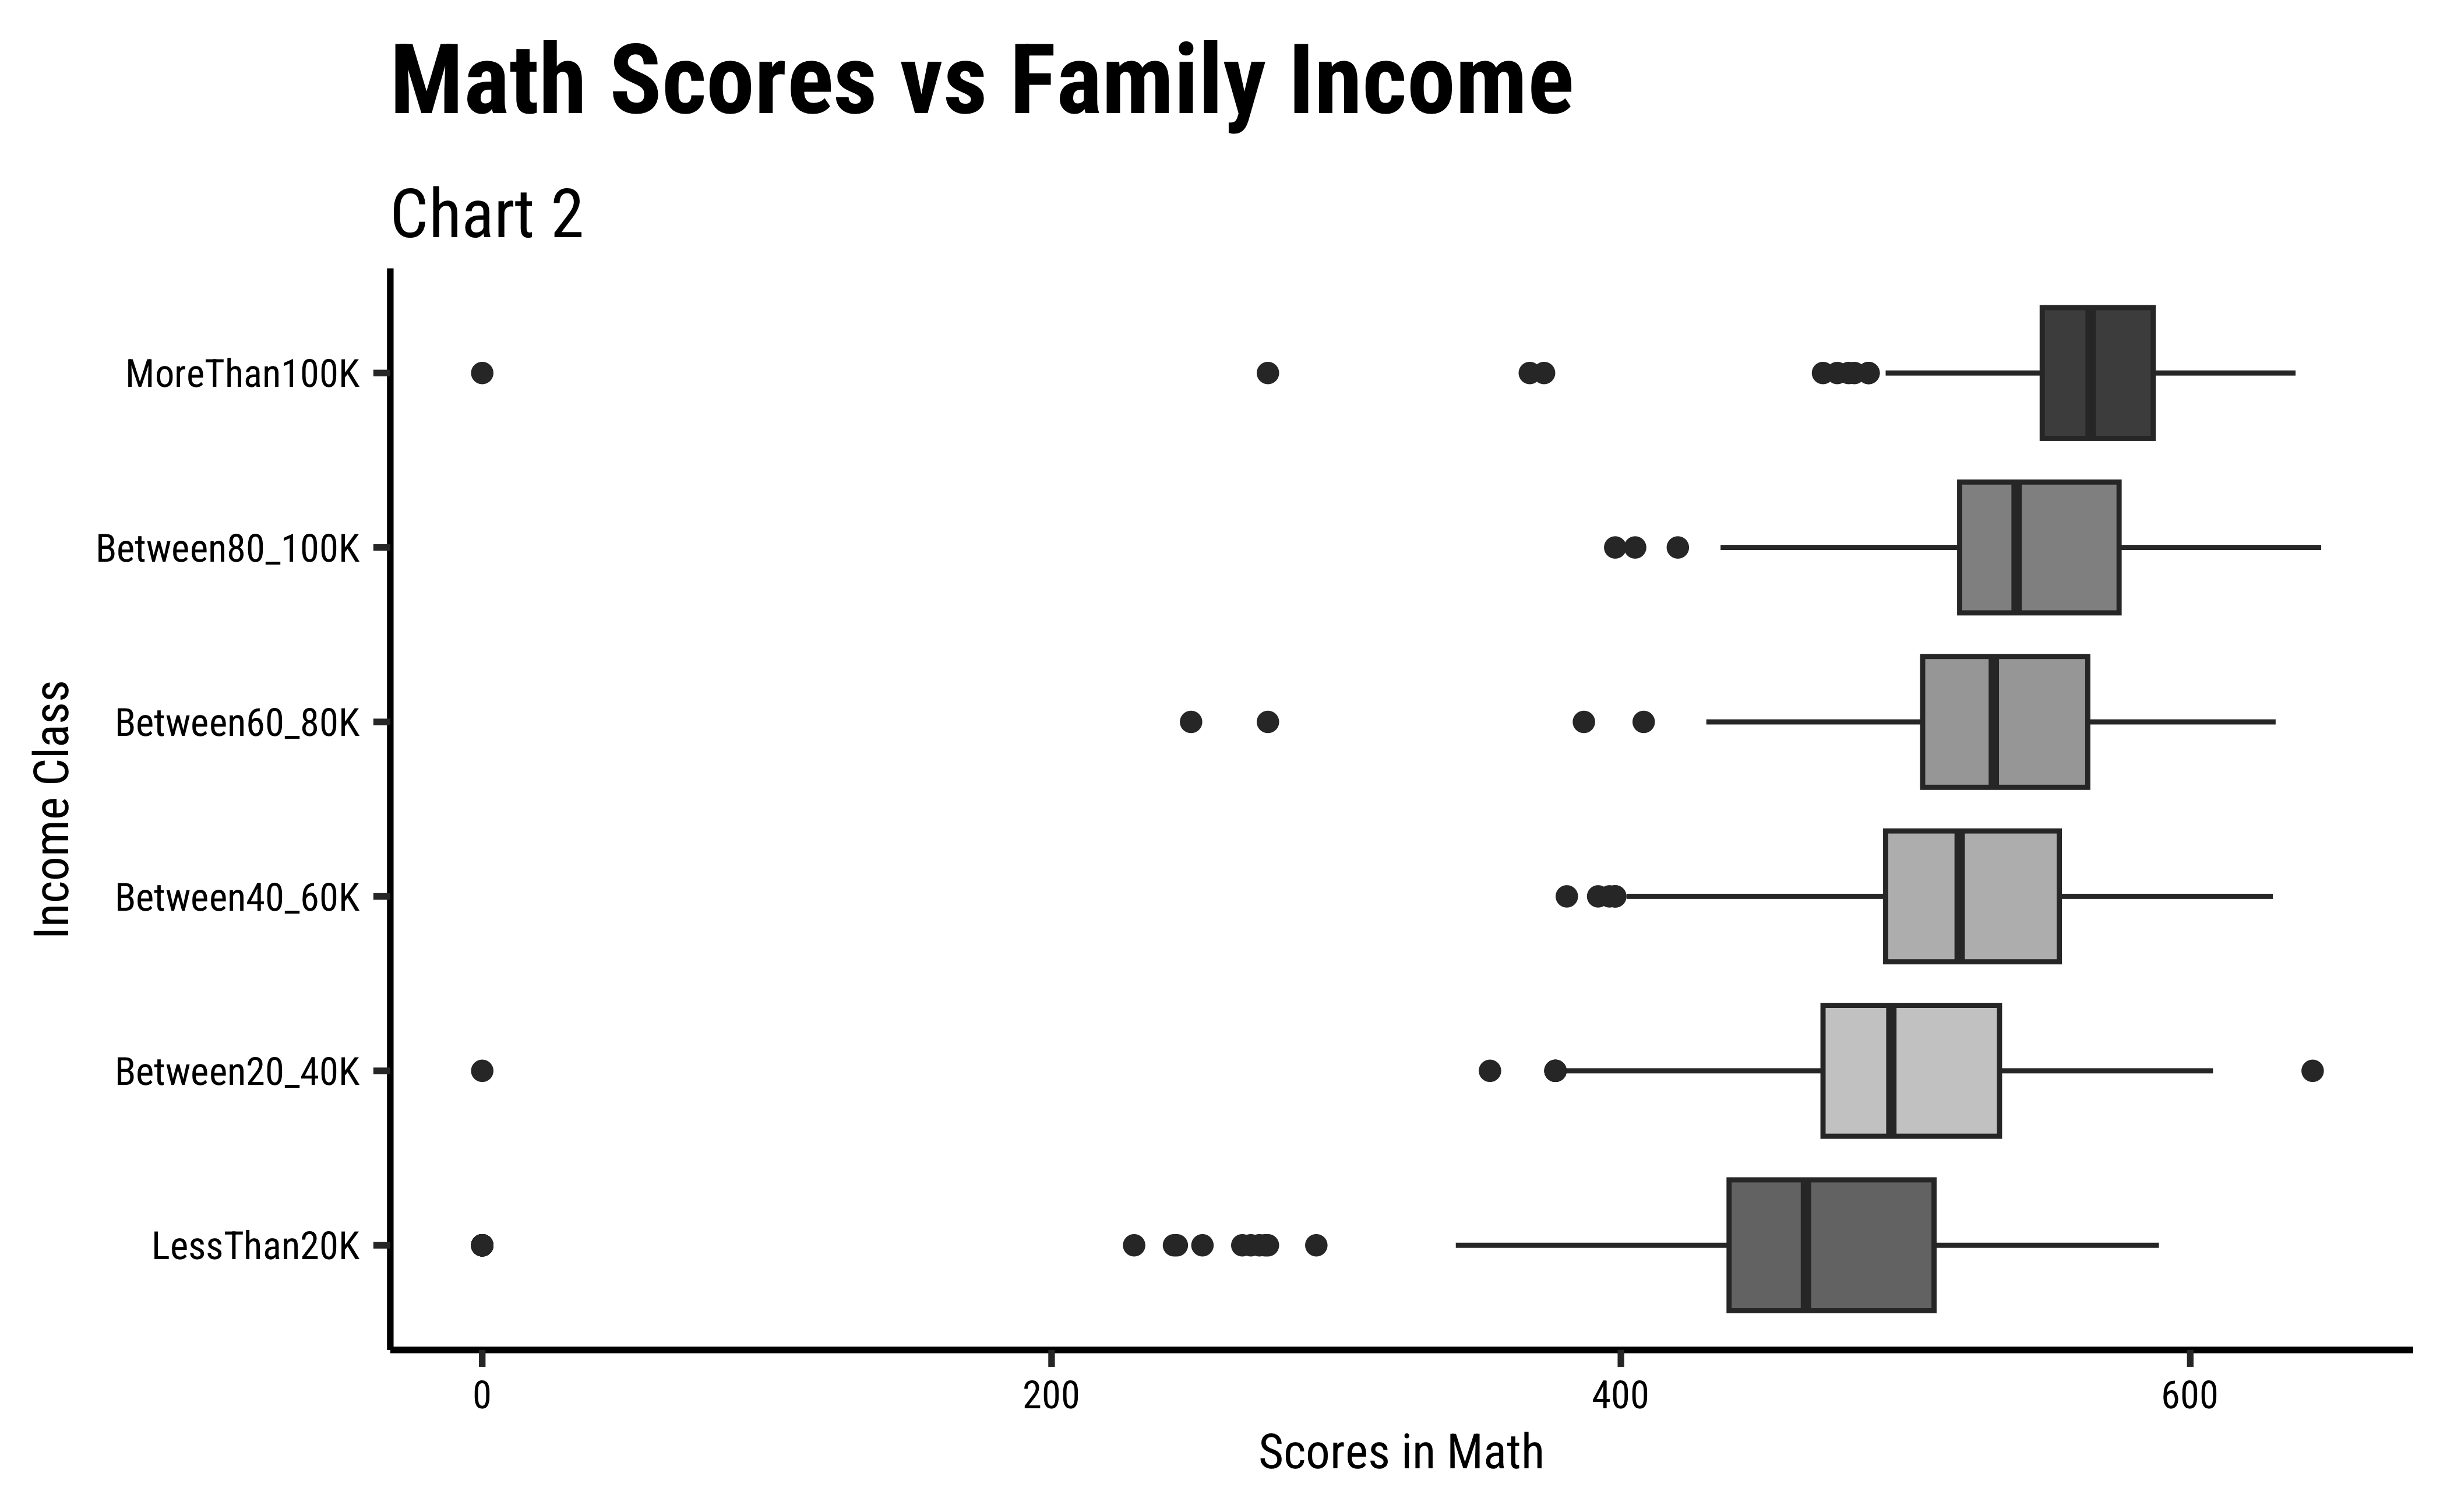 Math Scores vs Family Income
Chart 2
Income Class
MoreThan100K
Between80_100K
Between60_80K
Between40_60K
Between20_40K
LessThan20K
0 200 400 600
Scores in Math